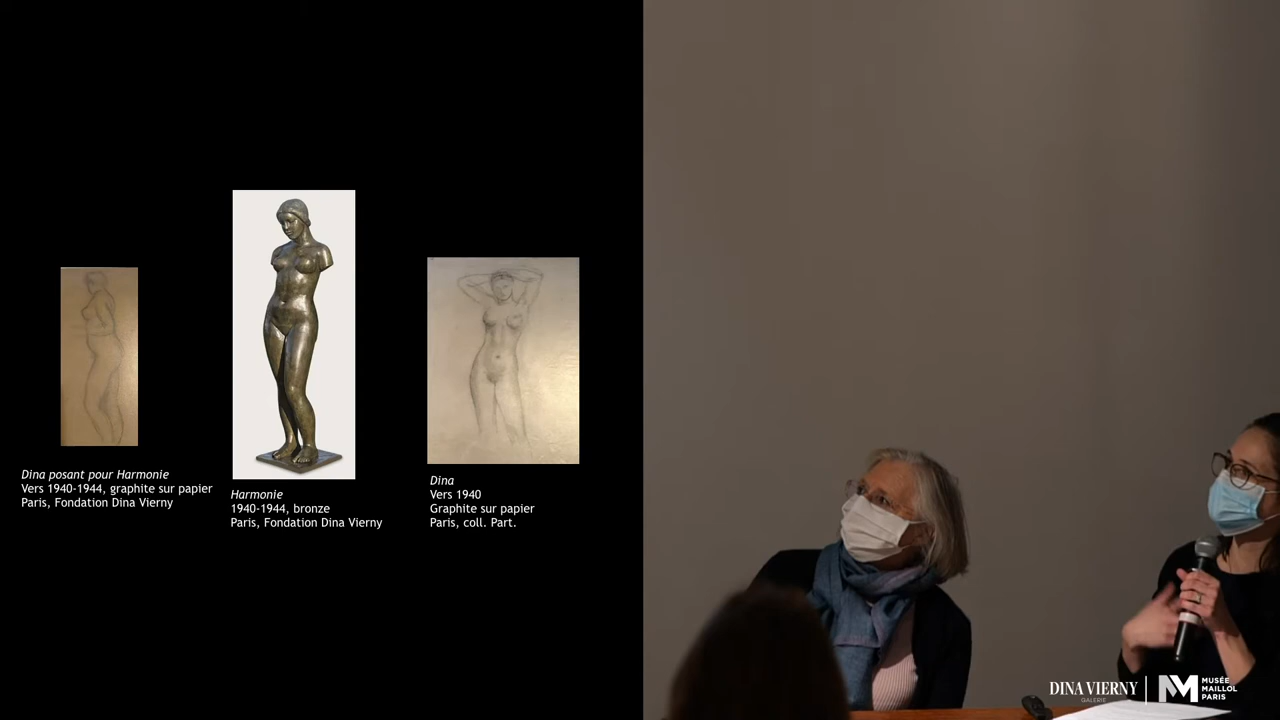 Dina posant pour Harmonie
Vers 1940-1944, graphite sur papier
Paris, Fondation Dina Vierny
Harmonie
1940-1944, bronze
Paris, Fondation Dina Vierny
Dina
Vers 1940
Graphite sur papier
Paris, coll. Part.
DINA VIERNY
GALERIE
MUSÉE
MAILLOL
PARIS